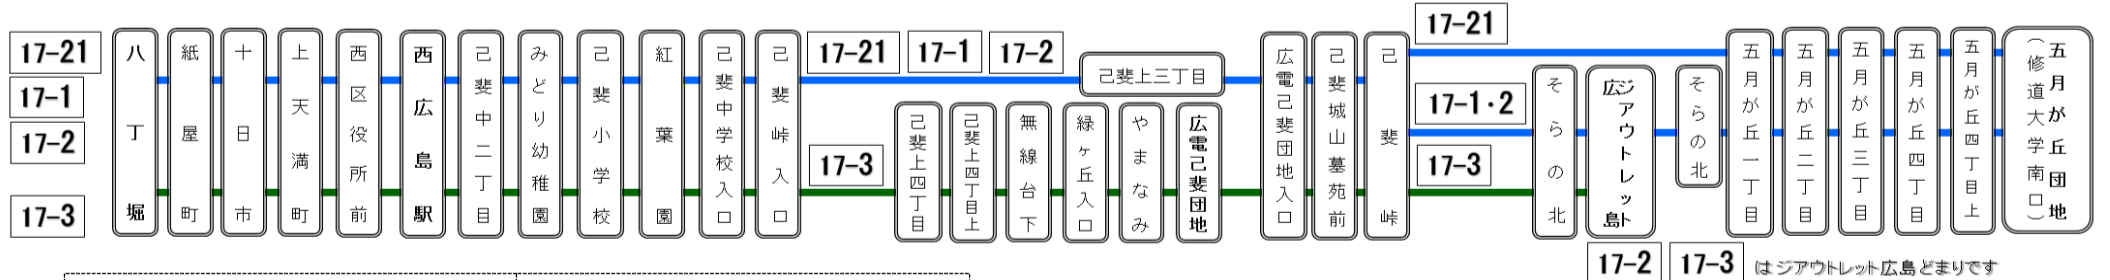 17-21
17-1
17-2
17-3
八丁堀
紙屋町
十日市
上天満町
西区役所前
西広島駅
己斐中二丁目
みどり幼稚園
己斐小学校
紅葉園
己斐中学校入口
己斐峠入口
17-21
17-1
17-2
己斐上三丁目
17-3
己斐上四丁目
己斐上四丁目上
無線台下
緑ヶ丘入口
やまなみ
広電己斐団地
広電己斐団地入口
己斐城山墓苑前
己斐峠
17-21
17-1・2
17-3
そらの北
ジアウトレット
広島
そらの北
五月が丘一丁目
五月が丘二丁目
五月が丘三丁目
五月が丘四丁目
五月が丘四丁目上
五月が丘団地
（修道大学南口）
17-2 17-3 はジアウトレット広島どまりです